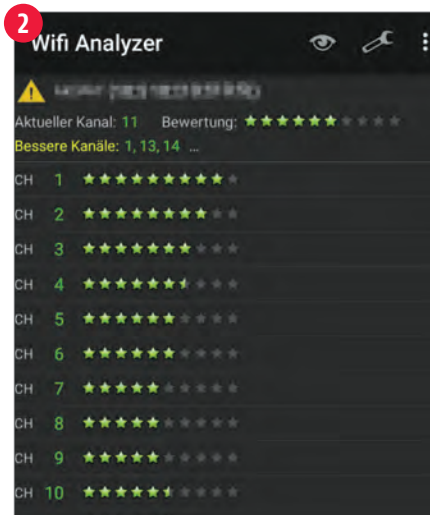 2
Wifi Analyzer
Aktueller Kanal: 11 Bewertung:
Bessere Kanäle: 1, 13, 14 ...
CH 1
CH 2
CH 3
CH 4
CH 5
CH 6
CH 7
CH 8
CH 9
CH 10